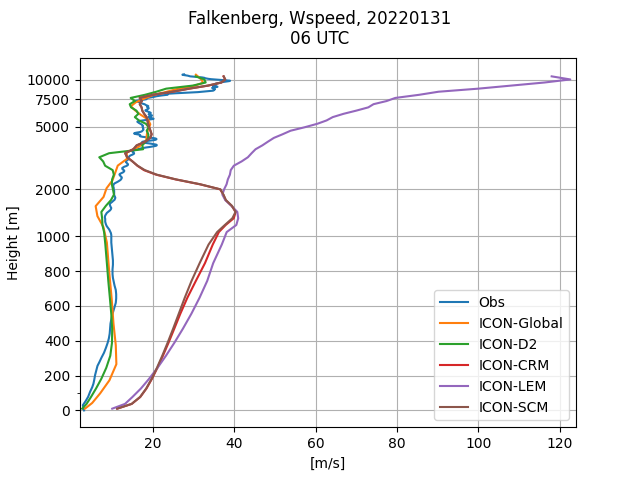 Falkenberg, Wspeed, 20220131
06 UTC
Height [m]
10000
7500
5000
2000
1000
800
600
400
200
0
20
40
60
80
100
120
[m/s]
Obs
ICON-Global
ICON-D2
ICON-CRM
ICON-LEM
ICON-SCM